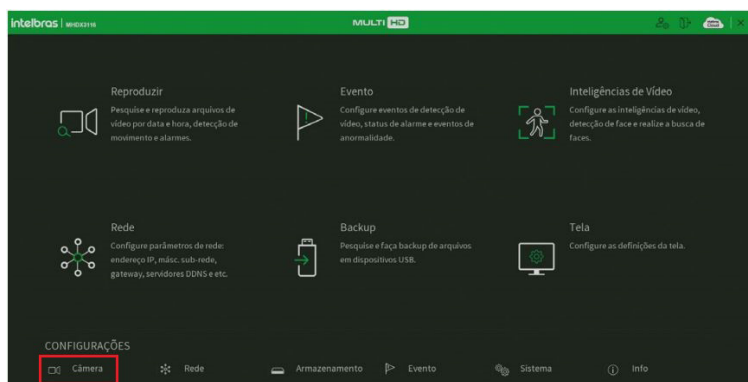 intelbras | MHDX3116
MULTI HD
Reproduzir
Pesquise e reproduza arquivos de
vídeo por data e hora, detecção de
movimento e alarmes.
Evento
Configure eventos de detecção de
vídeo, status de alarme e eventos de
anormalidade.
Inteligências de Vídeo
Configure as inteligências de vídeo,
detecção de face e realize a busca de
faces.
Rede
Configure parâmetros de rede:
endereço IP, másc. sub-rede,
gateway, servidores DDNS e etc.
Backup
Pesquise e faça backup de arquivos
em dispositivos USB.
Tela
Configure as definições da tela.
CONFIGURAÇÕES
Câmera Rede Armazenamento Evento Sistema Info